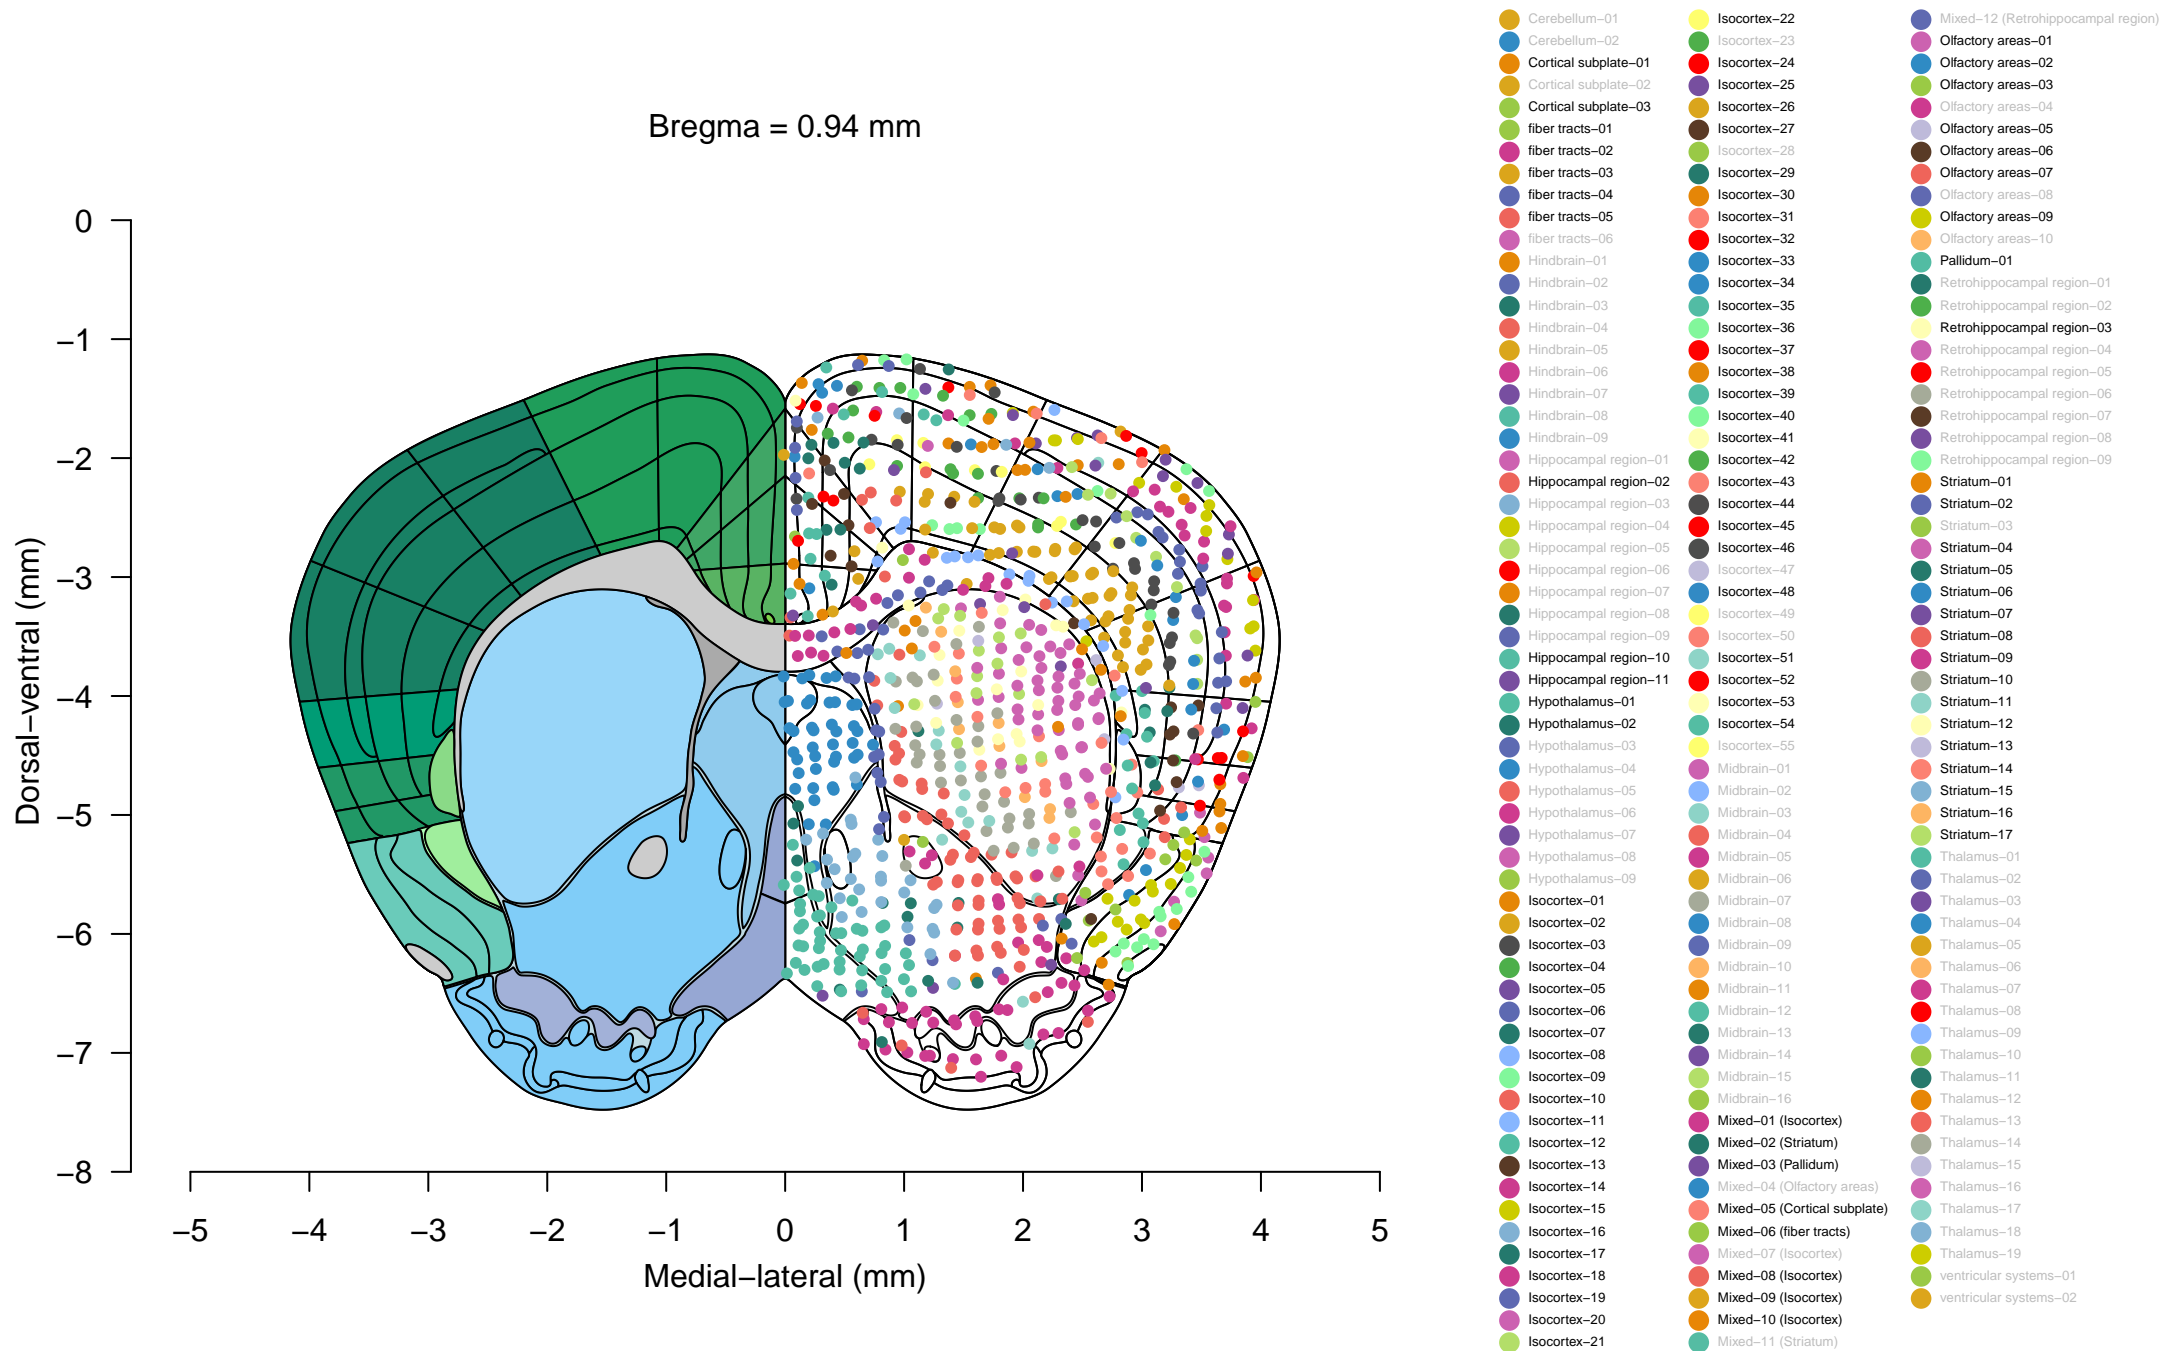 Bregma = 0.94 mm
0
−1
−2
−3
−4
−5
−6
−7
−8
Dorsal−ventral (mm)
−5
−4
−3
−2
−1
0
1
2
3
4
5
Medial−lateral (mm)
Cerebellum−01
Cerebellum−02
Cortical subplate−01
Cortical subplate−02
Cortical subplate−03
fiber tracts−01
fiber tracts−02
fiber tracts−03
fiber tracts−04
fiber tracts−05
fiber tracts−06
Hindbrain−01
Hindbrain−02
Hindbrain−03
Hindbrain−04
Hindbrain−05
Hindbrain−06
Hindbrain−07
Hindbrain−08
Hindbrain−09
Hippocampal region−01
Hippocampal region−02
Hippocampal region−03
Hippocampal region−04
Hippocampal region−05
Hippocampal region−06
Hippocampal region−07
Hippocampal region−08
Hippocampal region−09
Hippocampal region−10
Hippocampal region−11
Hypothalamus−01
Hypothalamus−02
Hypothalamus−03
Hypothalamus−04
Hypothalamus−05
Hypothalamus−06
Hypothalamus−07
Hypothalamus−08
Hypothalamus−09
Isocortex−01
Isocortex−02
Isocortex−03
Isocortex−04
Isocortex−05
Isocortex−06
Isocortex−07
Isocortex−08
Isocortex−09
Isocortex−10
Isocortex−11
Isocortex−12
Isocortex−13
Isocortex−14
Isocortex−15
Isocortex−16
Isocortex−17
Isocortex−18
Isocortex−19
Isocortex−20
Isocortex−21
Isocortex−22
Isocortex−23
Isocortex−24
Isocortex−25
Isocortex−26
Isocortex−27
Isocortex−28
Isocortex−29
Isocortex−30
Isocortex−31
Isocortex−32
Isocortex−33
Isocortex−34
Isocortex−35
Isocortex−36
Isocortex−37
Isocortex−38
Isocortex−39
Isocortex−40
Isocortex−41
Isocortex−42
Isocortex−43
Isocortex−44
Isocortex−45
Isocortex−46
Isocortex−47
Isocortex−48
Isocortex−49
Isocortex−50
Isocortex−51
Isocortex−52
Isocortex−53
Isocortex−54
Isocortex−55
Midbrain−01
Midbrain−02
Midbrain−03
Midbrain−04
Midbrain−05
Midbrain−06
Midbrain−07
Midbrain−08
Midbrain−09
Midbrain−10
Midbrain−11
Midbrain−12
Midbrain−13
Midbrain−14
Midbrain−15
Midbrain−16
Mixed−01 (Isocortex)
Mixed−02 (Striatum)
Mixed−03 (Pallidum)
Mixed−04 (Olfactory areas)
Mixed−05 (Cortical subplate)
Mixed−06 (fiber tracts)
Mixed−07 (Isocortex)
Mixed−08 (Isocortex)
Mixed−09 (Isocortex)
Mixed−10 (Isocortex)
Mixed−11 (Striatum)
Mixed−12 (Retrohippocampal region)
Olfactory areas−01
Olfactory areas−02
Olfactory areas−03
Olfactory areas−04
Olfactory areas−05
Olfactory areas−06
Olfactory areas−07
Olfactory areas−08
Olfactory areas−09
Olfactory areas−10
Pallidum−01
Retrohippocampal region−01
Retrohippocampal region−02
Retrohippocampal region−03
Retrohippocampal region−04
Retrohippocampal region−05
Retrohippocampal region−06
Retrohippocampal region−07
Retrohippocampal region−08
Retrohippocampal region−09
Striatum−01
Striatum−02
Striatum−03
Striatum−04
Striatum−05
Striatum−06
Striatum−07
Striatum−08
Striatum−09
Striatum−10
Striatum−11
Striatum−12
Striatum−13
Striatum−14
Striatum−15
Striatum−16
Striatum−17
Thalamus−01
Thalamus−02
Thalamus−03
Thalamus−04
Thalamus−05
Thalamus−06
Thalamus−07
Thalamus−08
Thalamus−09
Thalamus−10
Thalamus−11
Thalamus−12
Thalamus−13
Thalamus−14
Thalamus−15
Thalamus−16
Thalamus−17
Thalamus−18
Thalamus−19
ventricular systems−01
ventricular systems−02